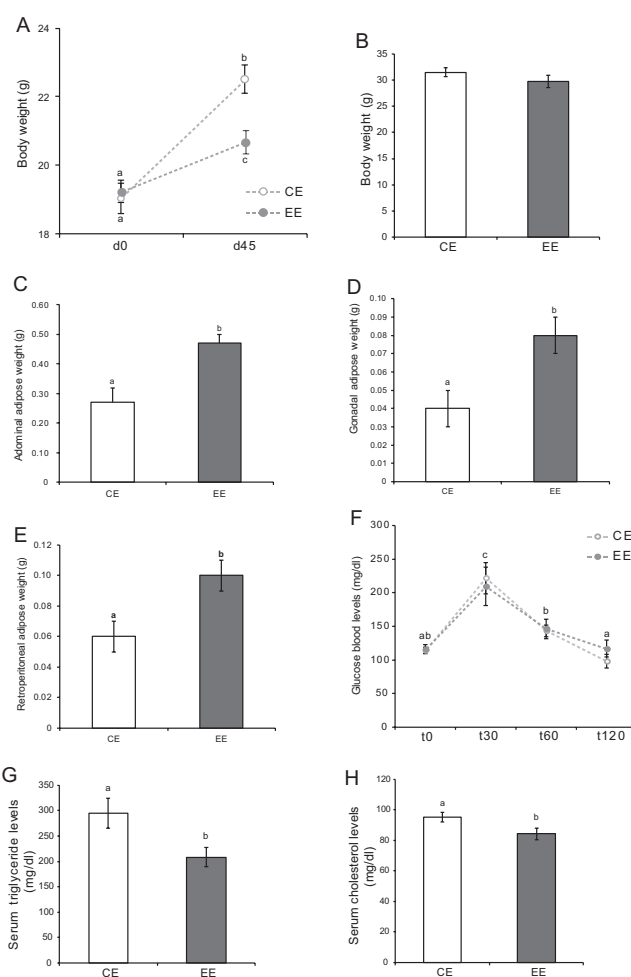 A
Body weight (g)
24
22
20
18
b
a
a
c
CE
EE
d0
d45
B
Body weight (g)
35
30
25
20
15
10
5
0
CE
EE
C
Adominal adipose weight (g)
0.60
0.50
0.40
0.30
0.20
0.10
0.00
a
b
CE
EE
D
Gonadal adipose weight (g)
0.10
0.09
0.08
0.07
0.06
0.05
0.04
0.03
0.02
0.01
0.00
a
b
CE
EE
E
Retroperitoneal adipose weight (g)
0.12
0.10
0.08
0.06
0.04
0.02
0
a
b
CE
EE
F
Glucose blood levels (mg/dl)
300
250
200
150
100
50
0
ab
c
b
a
CE
EE
t0
t30
t60
t120
G
Serum triglyceride levels
(mg/dl)
350
300
250
200
150
100
50
0
a
b
CE
EE
H
Serum cholesterol levels
(mg/dl)
120
100
80
60
40
20
0
a
b
CE
EE